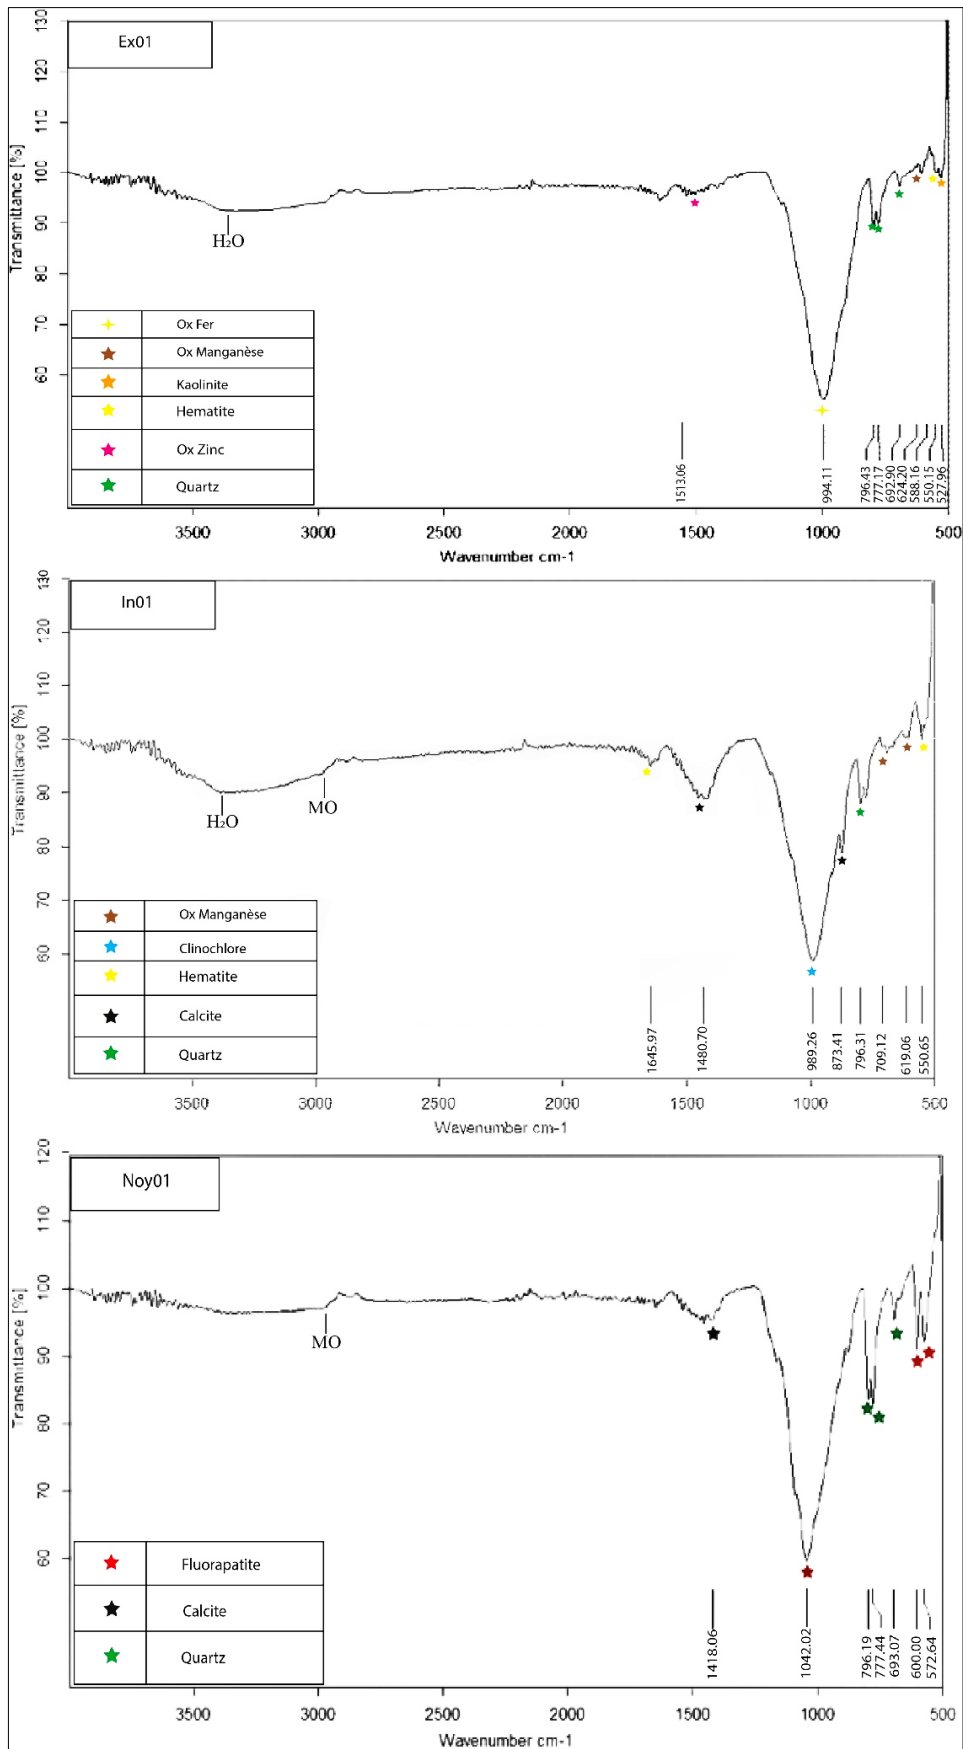 Ex01
130
120
110
100
90
80
70
60
Transmittance [%]
H₂O
Ox Fer
Ox Manganèse
Kaolinite
Hematite
Ox Zinc
Quartz
1513.06
994.11
796.43
777.17
692.90
624.20
588.16
550.15
527.96
3500
3000
2500
2000
1500
1000
500
Wavenumber cm-1
In01
130
120
110
100
90
80
70
60
Transmittance [%]
H₂O
MO
Ox Manganèse
Clinochlore
Hematite
Calcite
Quartz
1645.97
1480.70
989.26
873.41
796.31
709.12
619.06
550.65
3500
3000
2500
2000
1500
1000
500
Wavenumber cm-1
Noy01
120
110
100
90
80
70
60
Transmittance [%]
MO
Fluorapatite
Calcite
Quartz
1418.06
1042.02
796.19
777.44
693.07
600.00
572.64
3500
3000
2500
2000
1500
1000
500
Wavenumber cm-1